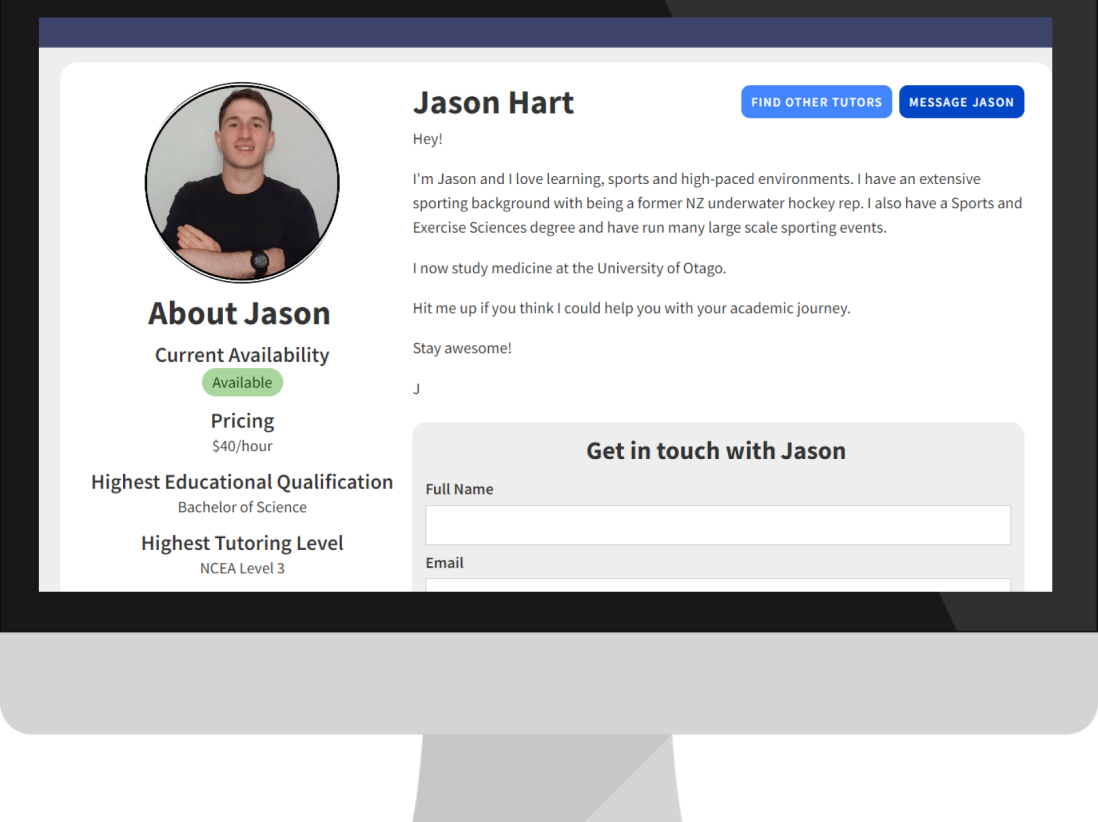 About Jason
Current Availability
Available
Pricing
$40/hour
Highest Educational Qualification
Bachelor of Science
Highest Tutoring Level
NCEA Level 3
Jason Hart
FIND OTHER TUTORS
MESSAGE JASON
Hey!
I'm Jason and I love learning, sports and high-paced environments. I have an extensive
sporting background with being a former NZ underwater hockey rep. I also have a Sports and
Exercise Sciences degree and have run many large scale sporting events.
I now study medicine at the University of Otago.
Hit me up if you think I could help you with your academic journey.
Stay awesome!
J
Get in touch with Jason
Full Name
Email